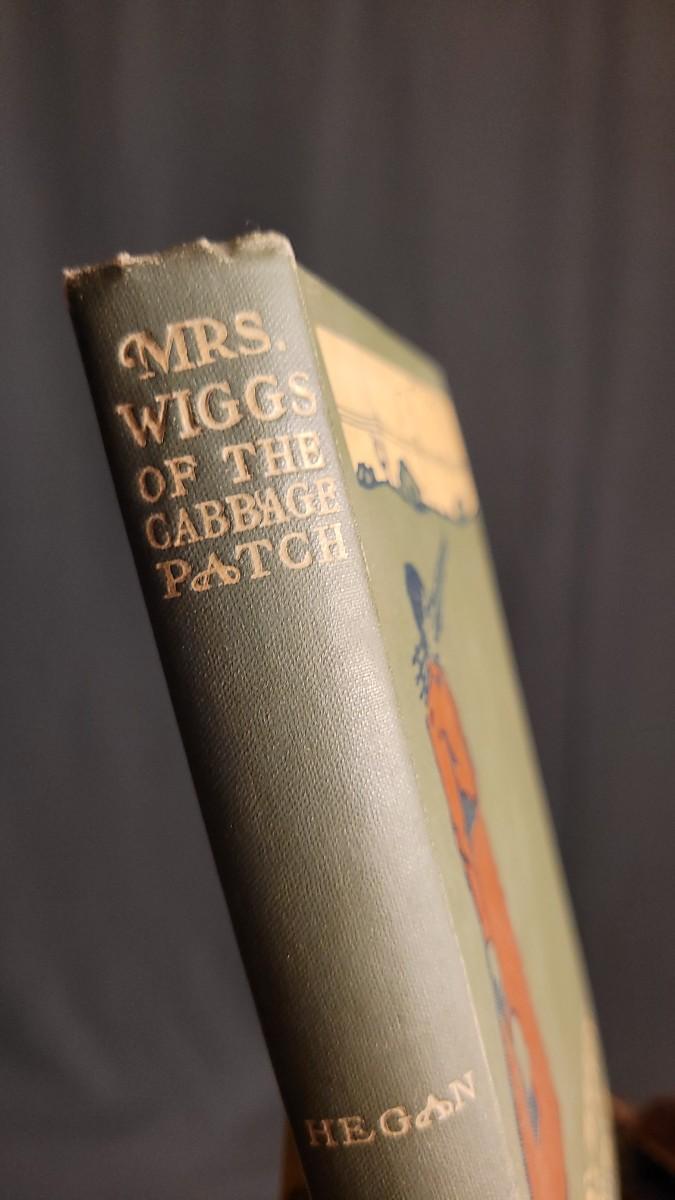 MRS.
WIGGS
OF THE
CABBAGE
PATCH
HEGAN